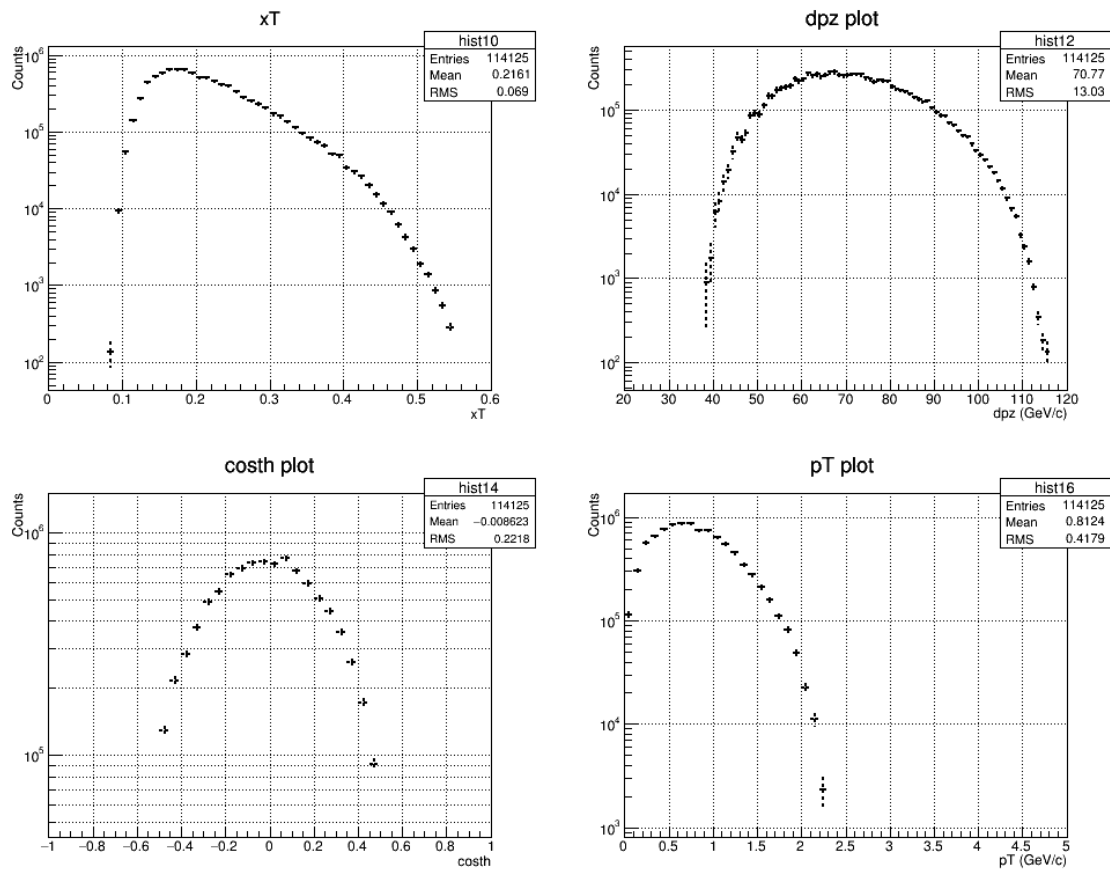 xT
Counts
hist10
Entries 114125
Mean 0.2161
RMS 0.069
10^6
10^5
10^4
10^3
10^2
0 0.1 0.2 0.3 0.4 0.5 0.6
xT
dpz plot
Counts
hist12
Entries 114125
Mean 70.77
RMS 13.03
10^5
10^4
10^3
10^2
20 30 40 50 60 70 80 90 100 110 120
dpz (GeV/c)
costh plot
Counts
hist14
Entries 114125
Mean −0.008623
RMS 0.2218
10^6
10^5
−1 −0.8 −0.6 −0.4 −0.2 0 0.2 0.4 0.6 0.8 1
costh
pT plot
Counts
hist16
Entries 114125
Mean 0.8124
RMS 0.4179
10^6
10^5
10^4
10^3
0 0.5 1 1.5 2 2.5 3 3.5 4 4.5 5
pT (GeV/c)